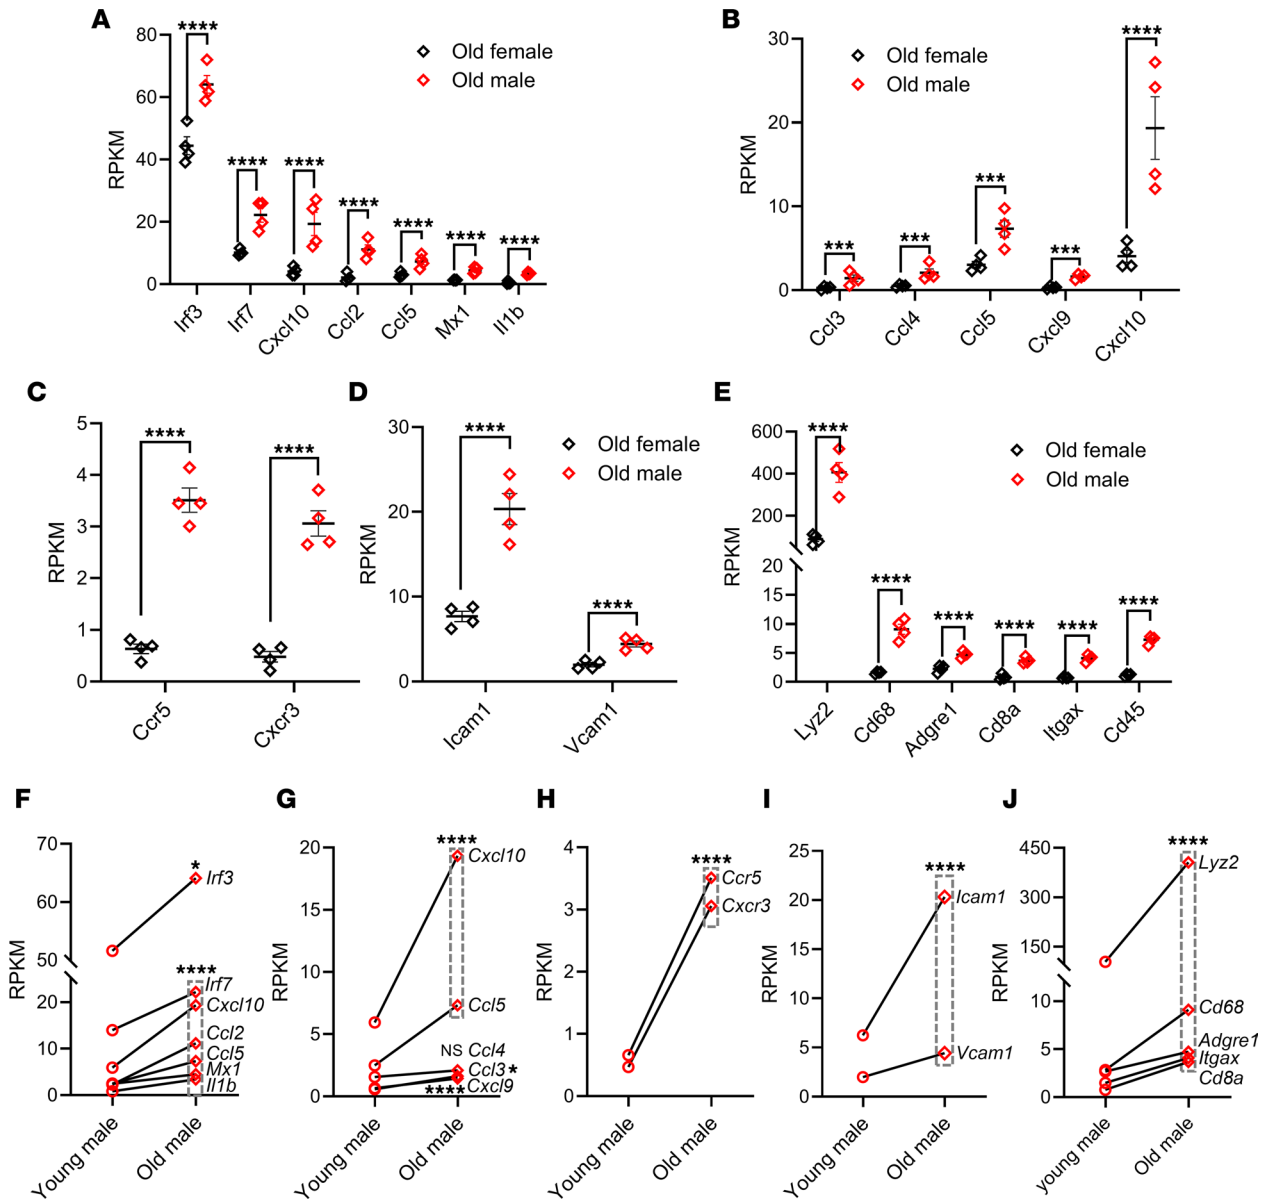 A
****
80
60
40
20
0
RPKM
****
****
****
****
****
****
Old female
Old male
Irf3
Irf7
Cxcl10
Ccl2
Ccl5
Mx1
Il1b
B
****
30
20
10
0
RPKM
Old female
Old male
***
***
***
***
Ccl3
Ccl4
Ccl5
Cxcl9
Cxcl10
C
5
4
3
2
1
0
RPKM
****
****
Ccr5
Cxcr3
D
30
20
10
0
RPKM
****
****
Old female
Old male
Icam1
Vcam1
E
600
400
200
20
15
10
5
0
RPKM
****
****
****
****
****
****
Old female
Old male
Lyz2
Cd68
Adgre1
Cd8a
Itgax
Cd45
F
70
60
50
20
10
0
RPKM
*
Irf3
****
Irf7
Cxcl10
Ccl2
Ccl5
Mx1
Il1b
Young male
Old male
G
20
15
10
5
0
RPKM
****
Cxcl10
Ccl5
NS Ccl4
Ccl3 *
**** Cxcl9
Young male
Old male
H
4
3
2
1
0
RPKM
****
Ccr5
Cxcr3
Young male
Old male
I
25
20
15
10
5
0
RPKM
****
Icam1
Vcam1
Young male
Old male
J
450
300
150
10
5
0
RPKM
****
Lyz2
Cd68
Adgre1
Itgax
Cd8a
young male
Old male